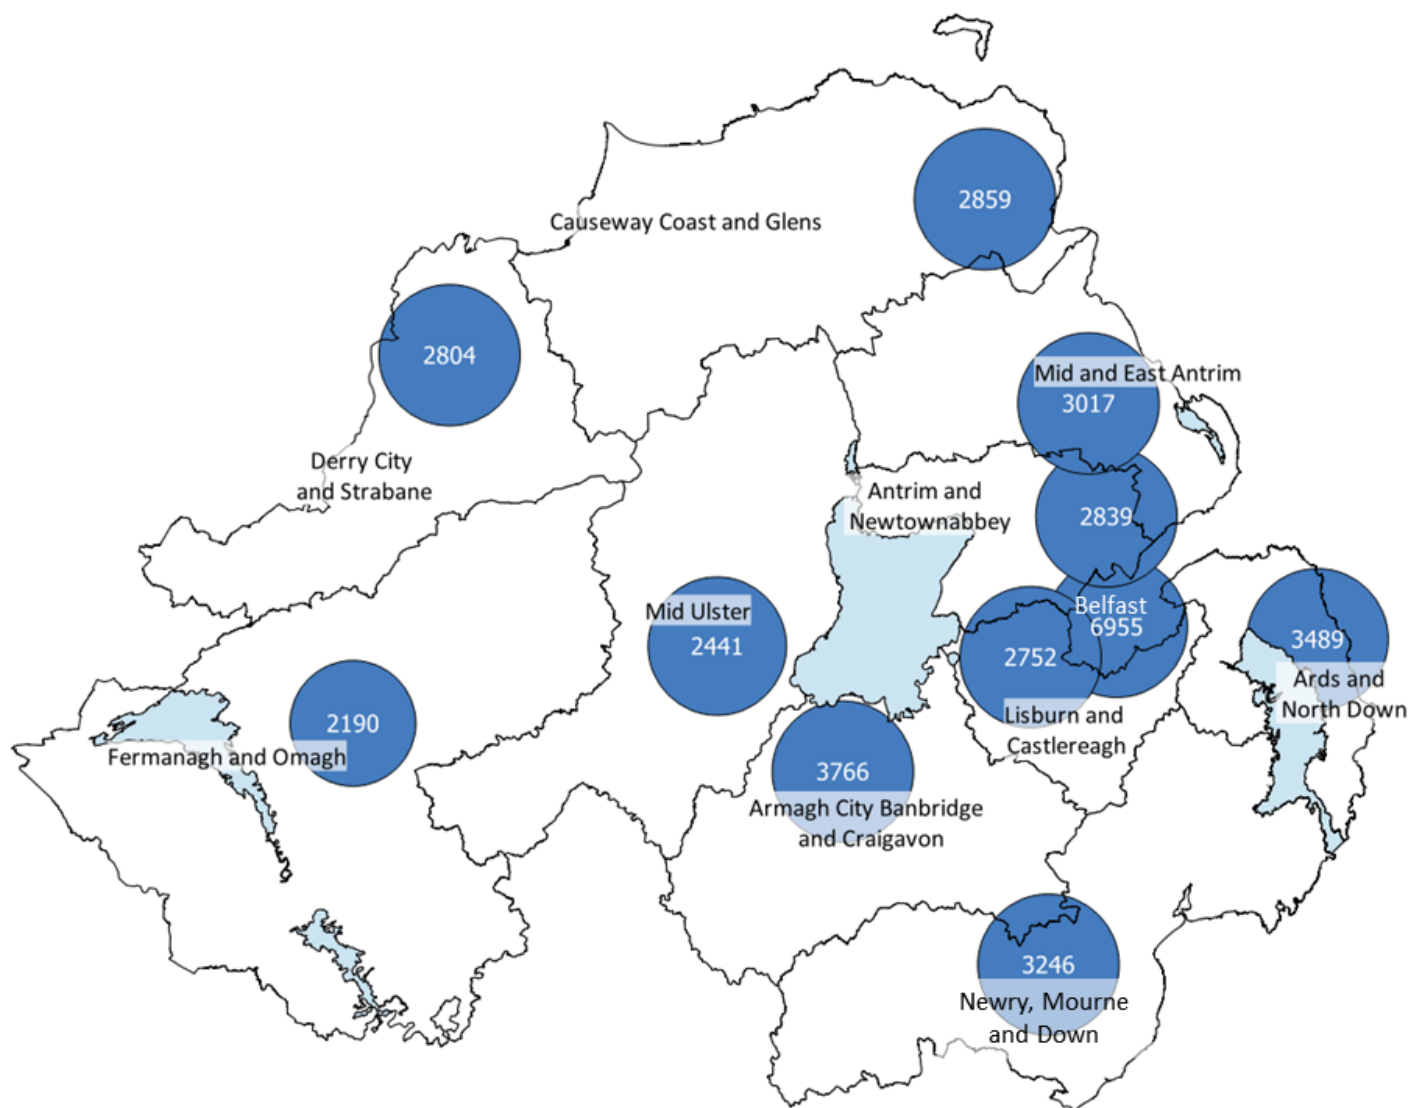 2859
Causeway Coast and Glens
2804
Derry City
and Strabane
Mid and East Antrim
3017
Antrim and
Newtownabbey
2839
Mid Ulster
2441
Belfast
6955
2752
Lisburn and
Castlereagh
3489
Ards and
North Down
2190
Fermanagh and Omagh
3766
Armagh City Banbridge
and Craigavon
3246
Newry, Mourne
and Down